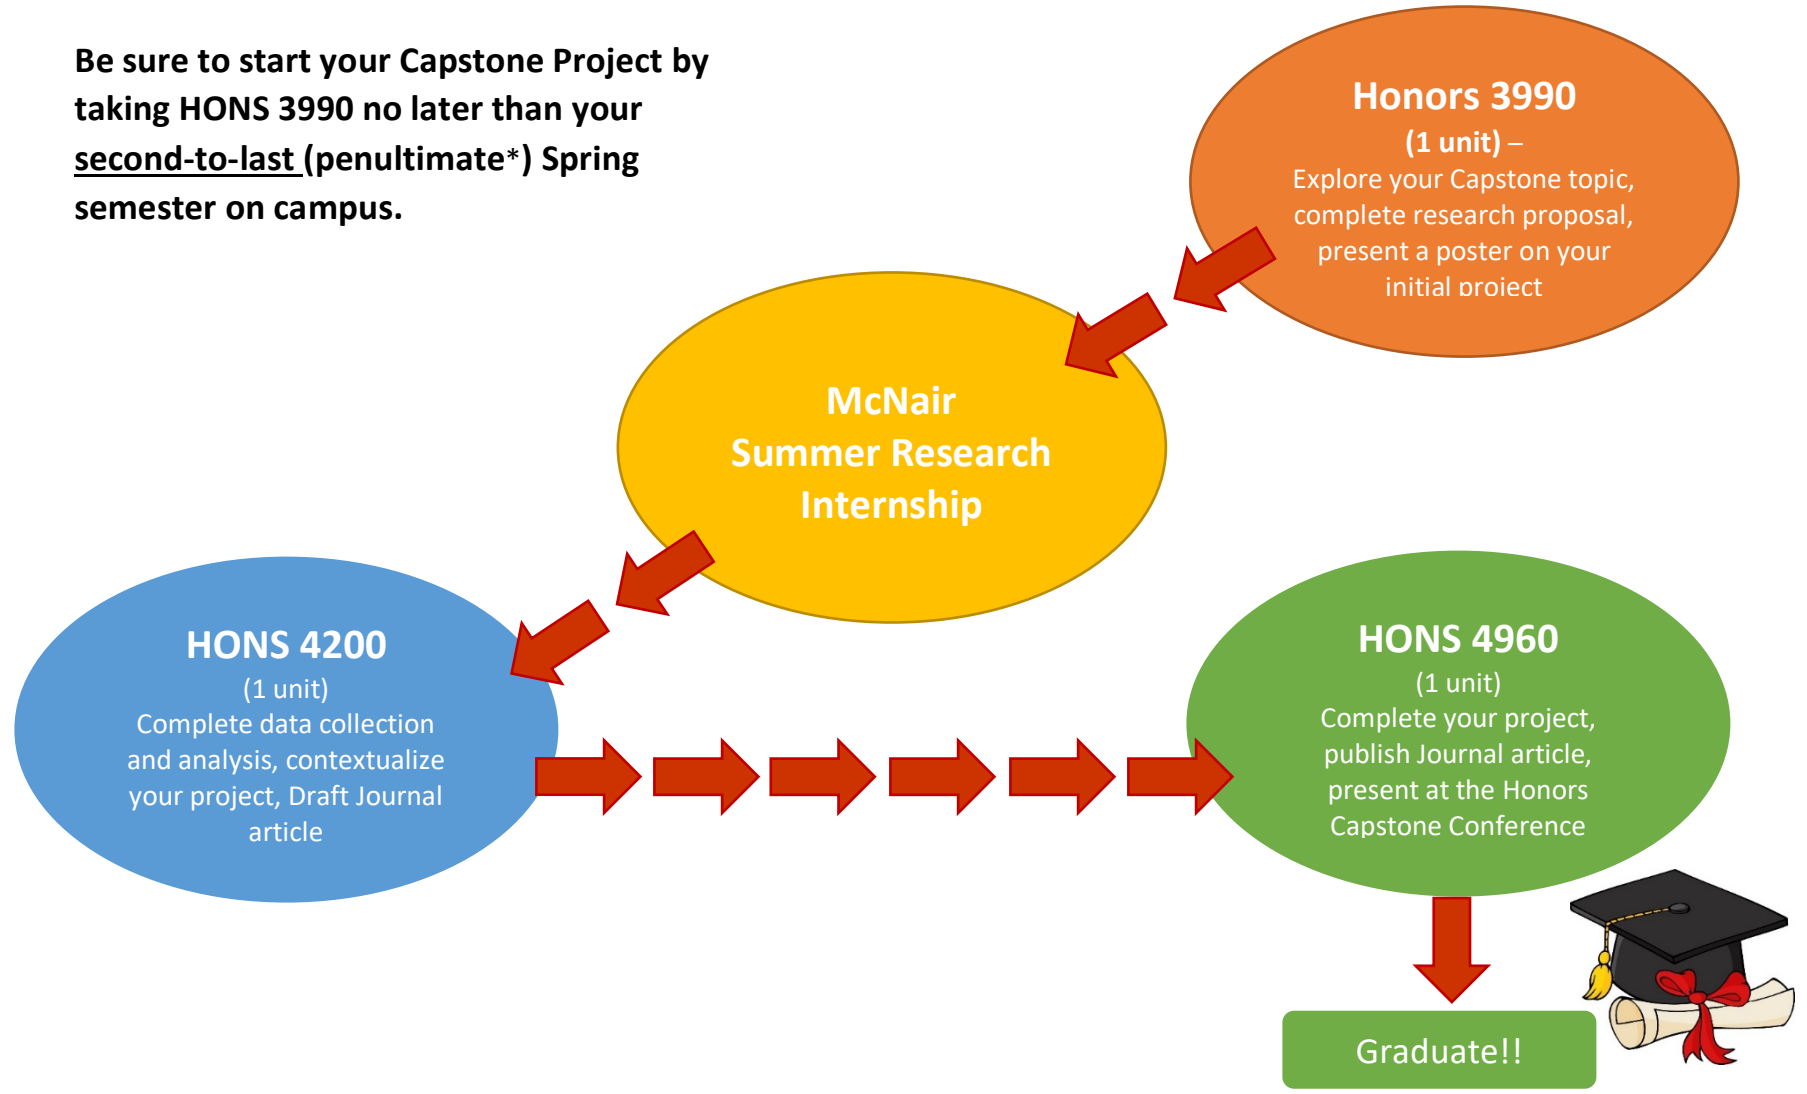 Be sure to start your Capstone Project by
taking HONS 3990 no later than your
second-to-last (penultimate*) Spring
semester on campus.
Honors 3990
(1 unit) –
Explore your Capstone topic,
complete research proposal,
present a poster on your
initial project
McNair
Summer Research
Internship
HONS 4200
(1 unit)
Complete data collection
and analysis, contextualize
your project, Draft Journal
article
HONS 4960
(1 unit)
Complete your project,
publish Journal article,
present at the Honors
Capstone Conference
Graduate!!